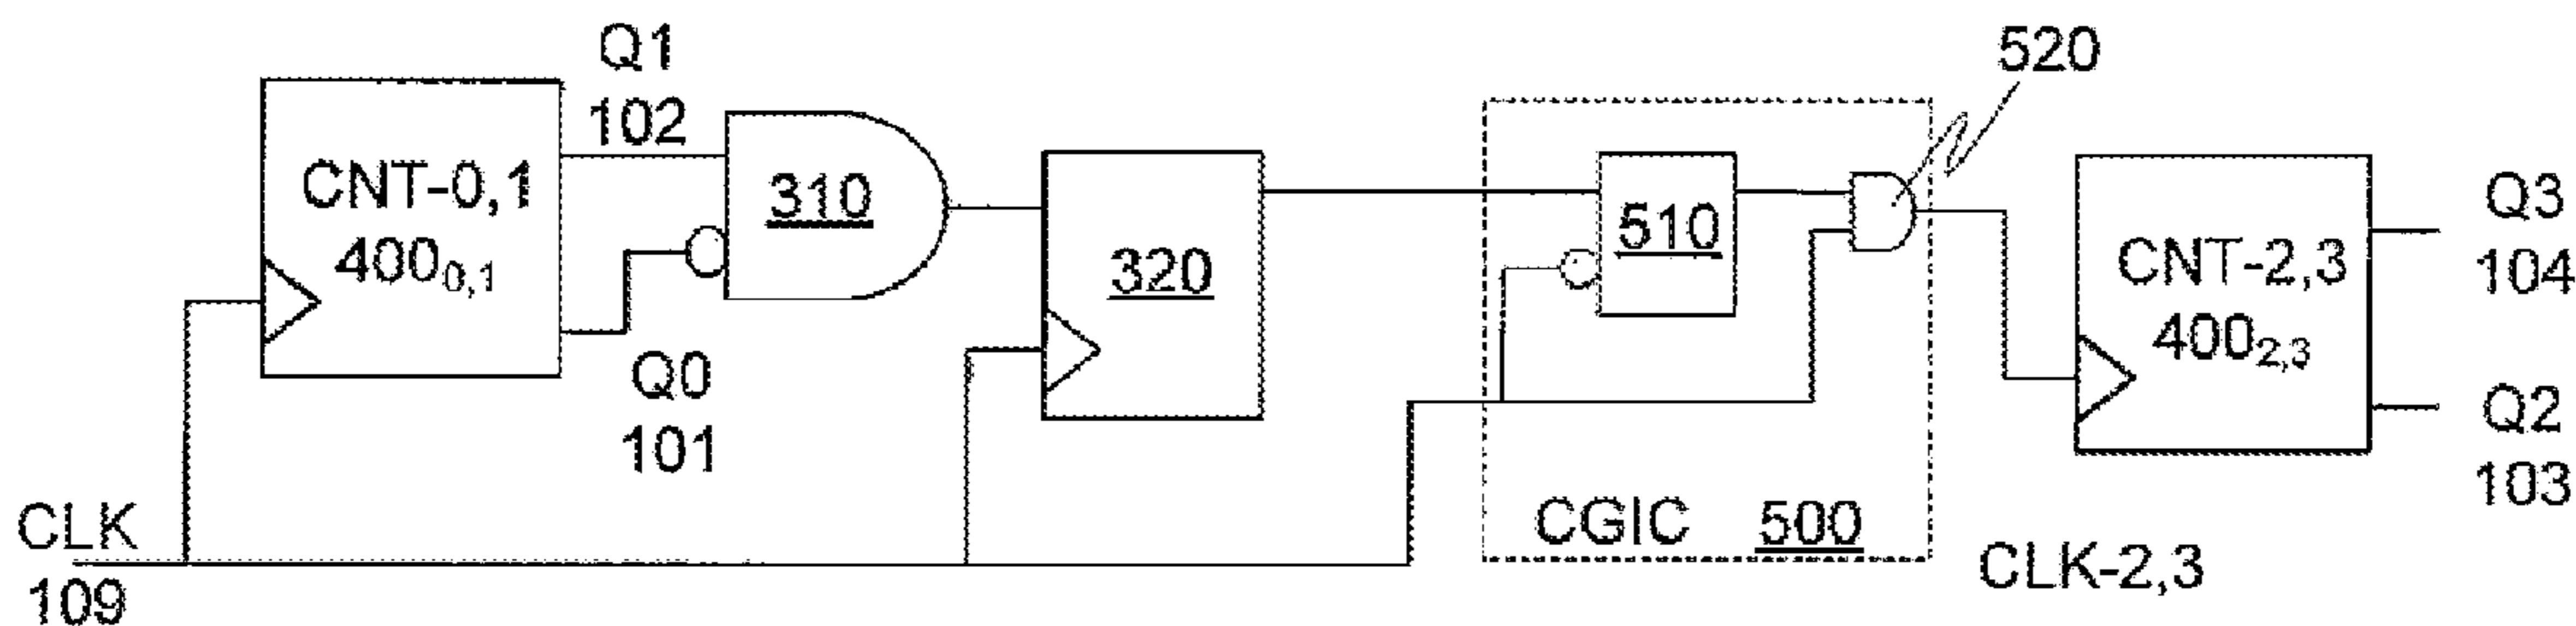 Q1
102
CNT-0,1
400₀,₁
310
Q0
101
CLK
109
320
510
520
CGIC 500
CLK-2,3
CNT-2,3
400₂,₃
Q3
104
Q2
103